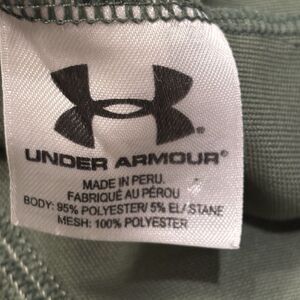 UNDER ARMOUR®
MADE IN PERU.
FABRIQUÉ AU PÉROU
BODY: 95% POLYESTER/ 5% ELASTANE
MESH: 100% POLYESTER